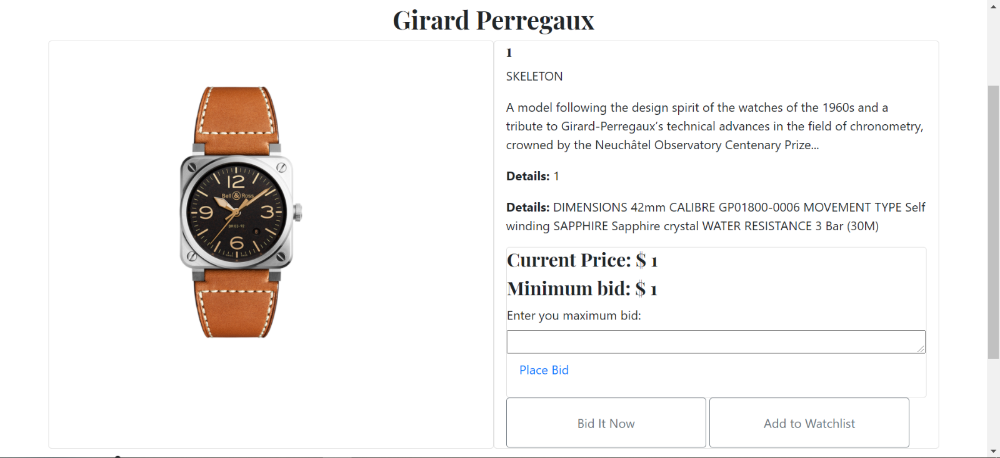 Girard Perregaux
12
Bell & Ross
9
3
BR 03-92
8
6
1
SKELETON
A model following the design spirit of the watches of the 1960s and a
tribute to Girard-Perregaux’s technical advances in the field of chronometry,
crowned by the Neuchâtel Observatory Centenary Prize...
Details: 1
Details: DIMENSIONS 42mm CALIBRE GP01800-0006 MOVEMENT TYPE Self
winding SAPPHIRE Sapphire crystal WATER RESISTANCE 3 Bar (30M)
Current Price: $ 1
Minimum bid: $ 1
Enter you maximum bid:
Place Bid
Bid It Now
Add to Watchlist